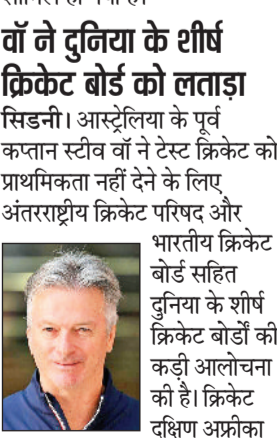 वॉ ने दुनिया के शीर्ष
क्रिकेट बोर्ड को लताड़ा
सिडनी। आस्ट्रेलिया के पूर्व
कप्तान स्टीव वॉ ने टेस्ट क्रिकेट को
प्राथमिकता नहीं देने के लिए
अंतरराष्ट्रीय क्रिकेट परिषद और
भारतीय क्रिकेट
बोर्ड सहित
दुनिया के शीर्ष
क्रिकेट बोर्डों की
कड़ी आलोचना
की है। क्रिकेट
दक्षिण अफ्रीका